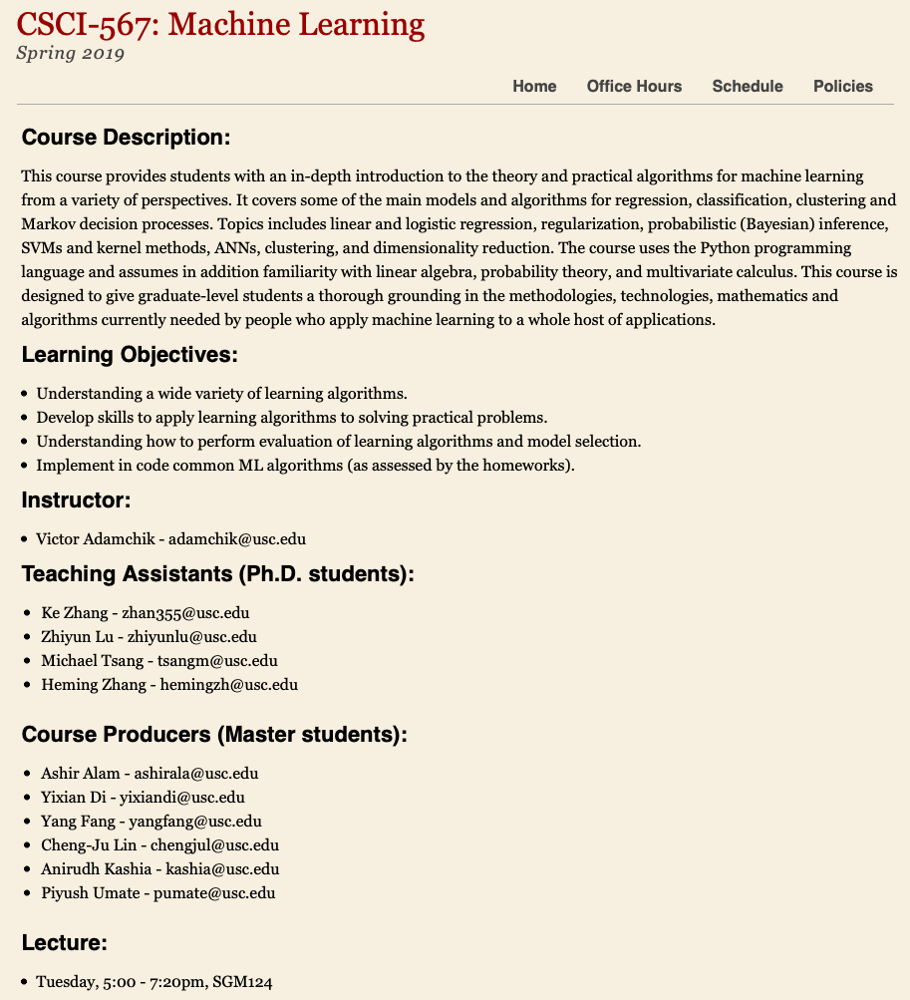 CSCI-567: Machine Learning
Spring 2019
Home Office Hours Schedule Policies
Course Description:
This course provides students with an in-depth introduction to the theory and practical algorithms for machine learning
from a variety of perspectives. It covers some of the main models and algorithms for regression, classification, clustering and
Markov decision processes. Topics includes linear and logistic regression, regularization, probabilistic (Bayesian) inference,
SVMs and kernel methods, ANNs, clustering, and dimensionality reduction. The course uses the Python programming
language and assumes in addition familiarity with linear algebra, probability theory, and multivariate calculus. This course is
designed to give graduate-level students a thorough grounding in the methodologies, technologies, mathematics and
algorithms currently needed by people who apply machine learning to a whole host of applications.
Learning Objectives:
• Understanding a wide variety of learning algorithms.
• Develop skills to apply learning algorithms to solving practical problems.
• Understanding how to perform evaluation of learning algorithms and model selection.
• Implement in code common ML algorithms (as assessed by the homeworks).
Instructor:
• Victor Adamchik - adamchik@usc.edu
Teaching Assistants (Ph.D. students):
• Ke Zhang - zhan355@usc.edu
• Zhiyun Lu - zhiyunlu@usc.edu
• Michael Tsang - tsangm@usc.edu
• Heming Zhang - hemingzh@usc.edu
Course Producers (Master students):
• Ashir Alam - ashirala@usc.edu
• Yixian Di - yixiandi@usc.edu
• Yang Fang - yangfang@usc.edu
• Cheng-Ju Lin - chengjul@usc.edu
• Anirudh Kashia - kashia@usc.edu
• Piyush Umate - pumate@usc.edu
Lecture:
• Tuesday, 5:00 - 7:20pm, SGM124